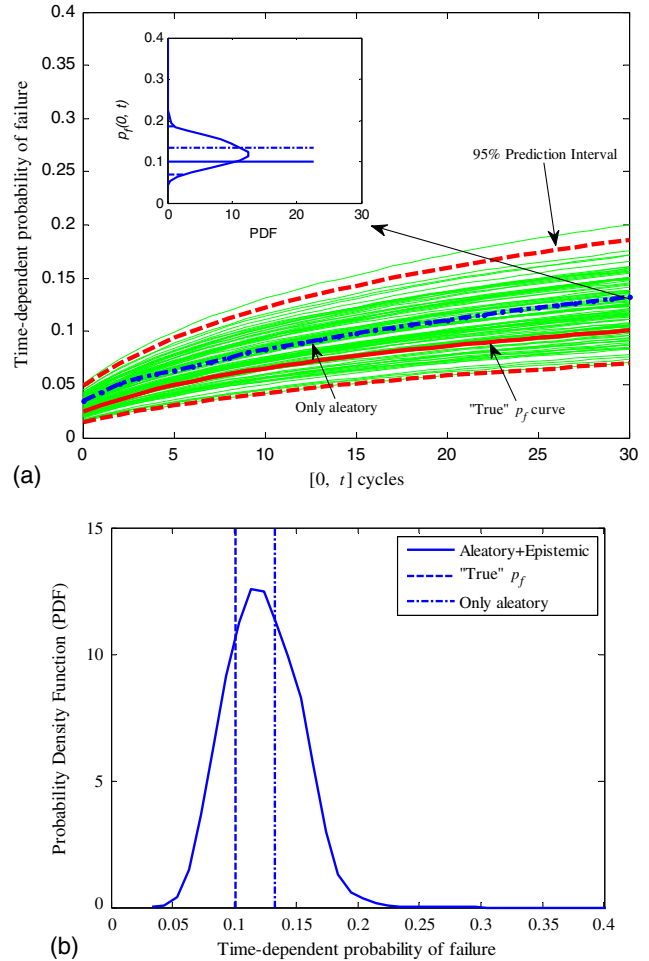 0.4
0.35
0.3
0.25
0.2
0.15
0.1
0.05
0
Time-dependent probability of failure
0.4
0.3
0.2
0.1
0
p_f(0, t)
0 10 20 30
PDF
95% Prediction Interval
Only aleatory
"True" p_f curve
0 5 10 15 20 25 30
(a)
[0, t] cycles
15
10
5
0
Probability Density Function (PDF)
Aleatory+Epistemic
"True" p_f
Only aleatory
0 0.05 0.1 0.15 0.2 0.25 0.3 0.35 0.4
(b)
Time-dependent probability of failure